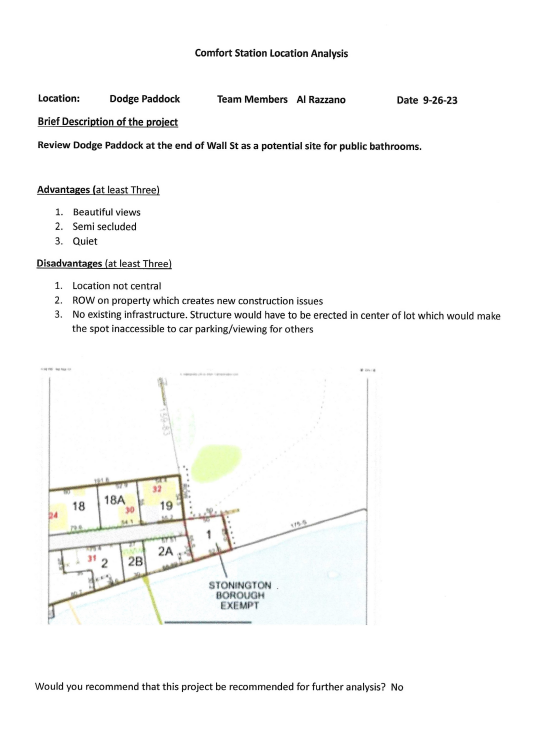 Comfort Station Location Analysis
Location: Dodge Paddock Team Members Al Razzano Date 9-26-23
Brief Description of the project
Review Dodge Paddock at the end of Wall St as a potential site for public bathrooms.
Advantages (at least Three)
1. Beautiful views
2. Semi secluded
3. Quiet
Disadvantages (at least Three)
1. Location not central
2. ROW on property which creates new construction issues
3. No existing infrastructure. Structure would have to be erected in center of lot which would make
the spot inaccessible to car parking/viewing for others
32
18 18A 30 19
24
1
31 2 2B 2A
175-6
STONINGTON
BOROUGH
EXEMPT
Would you recommend that this project be recommended for further analysis? No